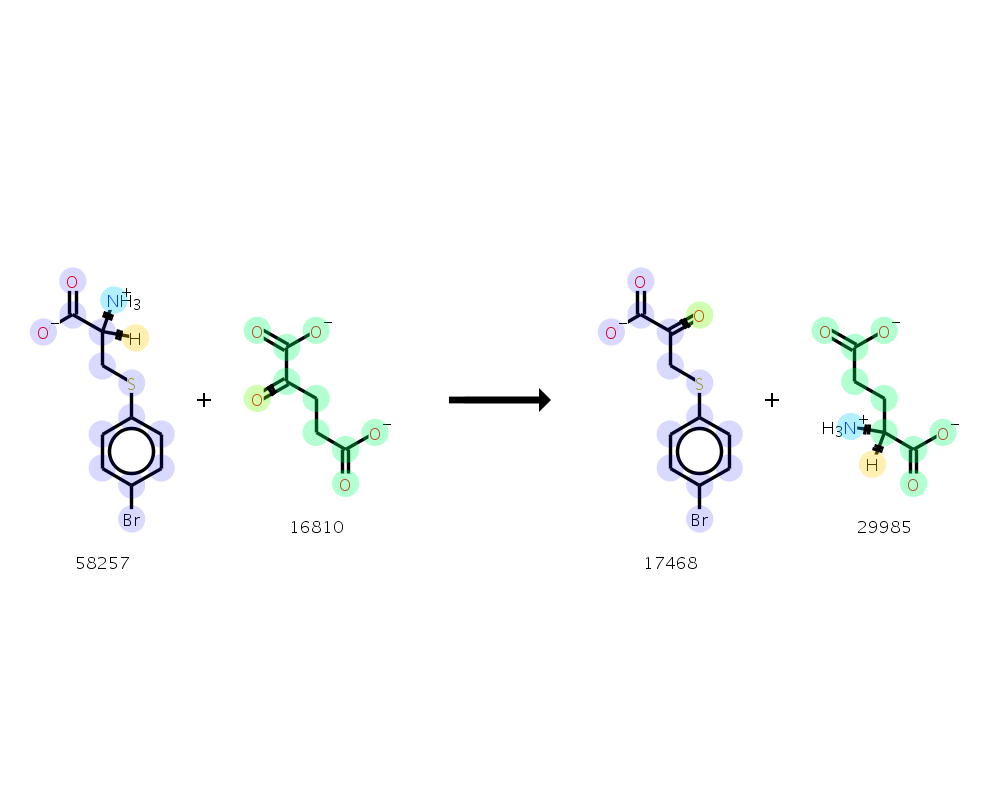 O NH3 +
O − H
S
Br
58257
+
O O −
O
O −
O
16810
O
O − O
S
Br
17468
+
O O −
H3N + O −
H
O
29985